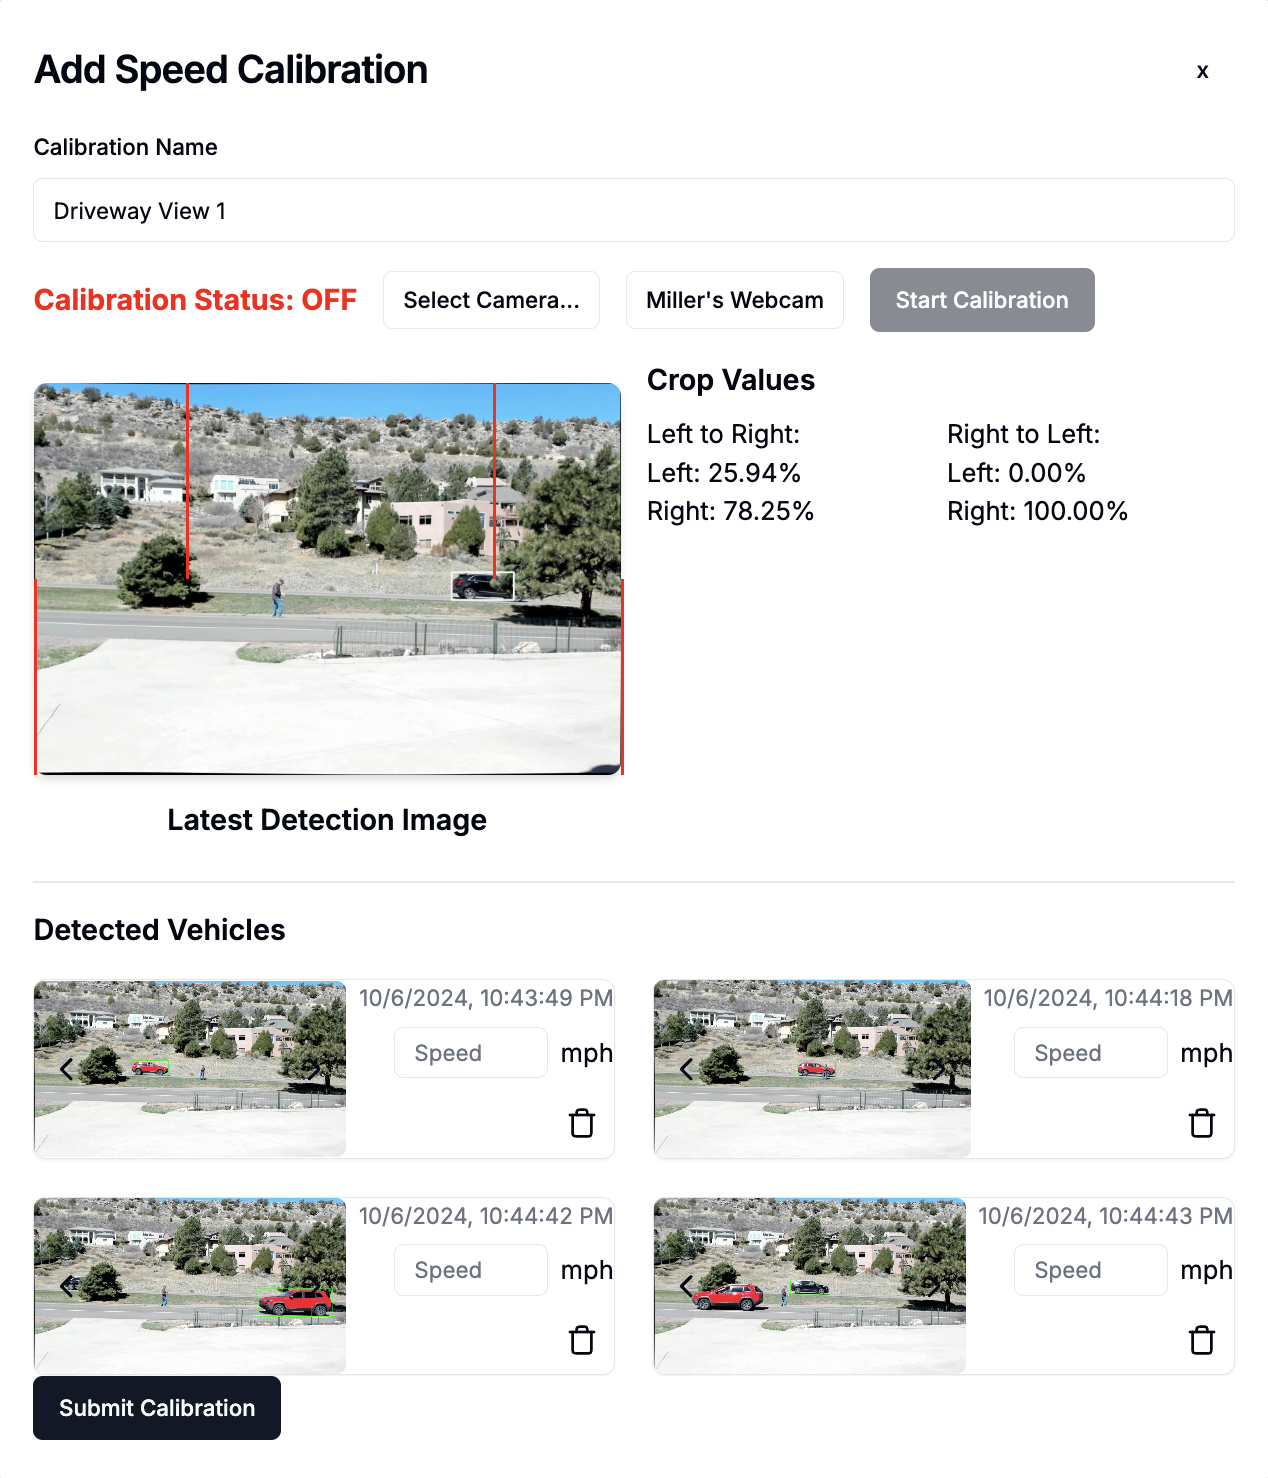 Add Speed Calibration
x
Calibration Name
Driveway View 1
Calibration Status: OFF
Select Camera...
Miller's Webcam
Start Calibration
Crop Values
Left to Right:
Left: 25.94%
Right: 78.25%
Right to Left:
Left: 0.00%
Right: 100.00%
Latest Detection Image
Detected Vehicles
10/6/2024, 10:43:49 PM
Speed mph
10/6/2024, 10:44:18 PM
Speed mph
10/6/2024, 10:44:42 PM
Speed mph
10/6/2024, 10:44:43 PM
Speed mph
Submit Calibration